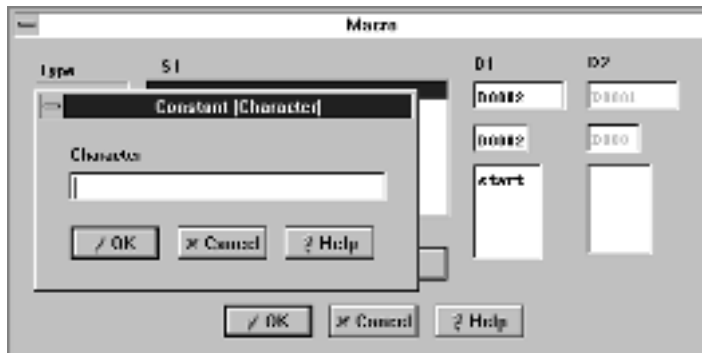 Macro
Type S1 D1 D2
Constant [Character]
D0002 D0001
Character
D0002 D000
start
OK Cancel ? Help
OK Cancel ? Help